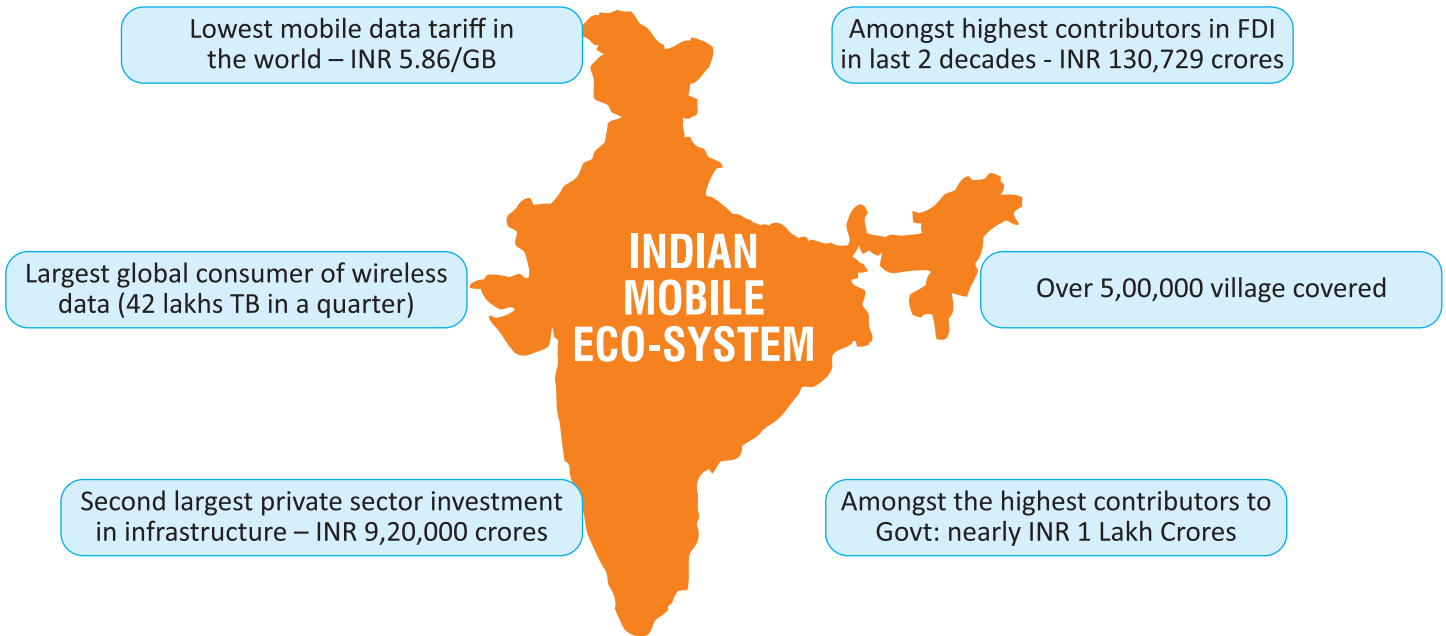 Lowest mobile data tariff in
the world – INR 5.86/GB
Amongst highest contributors in FDI
in last 2 decades - INR 130,729 crores
INDIAN
MOBILE
ECO-SYSTEM
Largest global consumer of wireless
data (42 lakhs TB in a quarter)
Over 5,00,000 village covered
Second largest private sector investment
in infrastructure – INR 9,20,000 crores
Amongst the highest contributors to
Govt: nearly INR 1 Lakh Crores